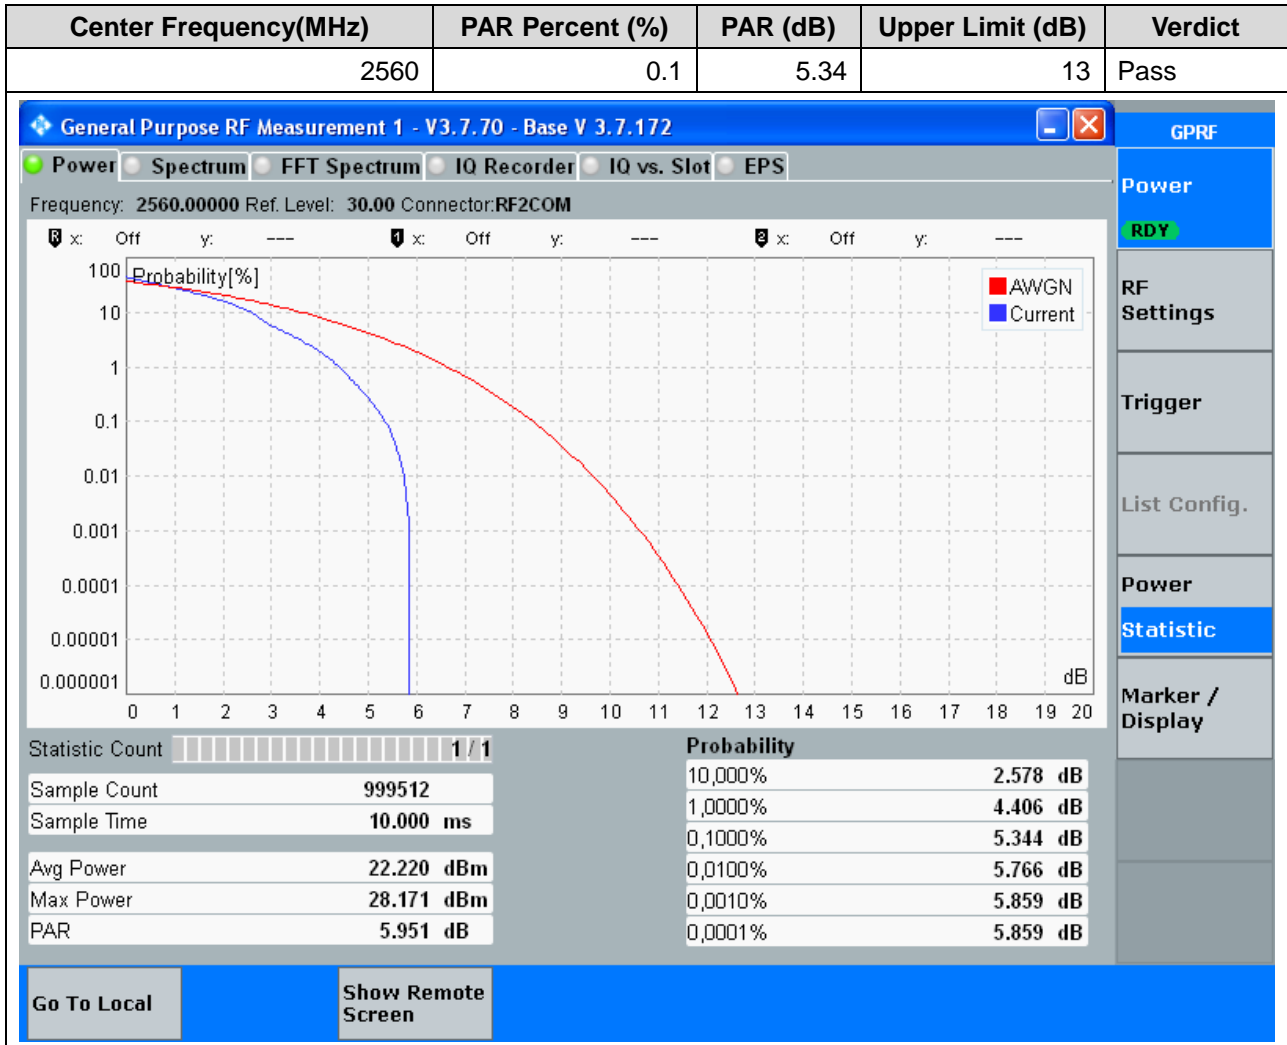 Center Frequency(MHz) PAR Percent (%) PAR (dB) Upper Limit (dB) Verdict
2560 0.1 5.34 13 Pass
General Purpose RF Measurement 1 - V3.7.70 - Base V 3.7.172
GPRF
Power Spectrum FFT Spectrum IQ Recorder IQ vs. Slot EPS
Frequency: 2560.00000 Ref. Level: 30.00 Connector:RF2COM
R x: Off y: --- 1 x: Off y: --- 2 x: Off y: ---
Probability[%]
AWGN
Current
100
10
1
0.1
0.01
0.001
0.0001
0.00001
0.000001
dB
0 1 2 3 4 5 6 7 8 9 10 11 12 13 14 15 16 17 18 19 20
Statistic Count 1 / 1
Sample Count 999512
Sample Time 10.000 ms
Avg Power 22.220 dBm
Max Power 28.171 dBm
PAR 5.951 dB
Probability
10,000% 2.578 dB
1,0000% 4.406 dB
0,1000% 5.344 dB
0,0100% 5.766 dB
0,0010% 5.859 dB
0,0001% 5.859 dB
Power
RDY
RF
Settings
Trigger
List Config.
Power
Statistic
Marker /
Display
Go To Local
Show Remote
Screen